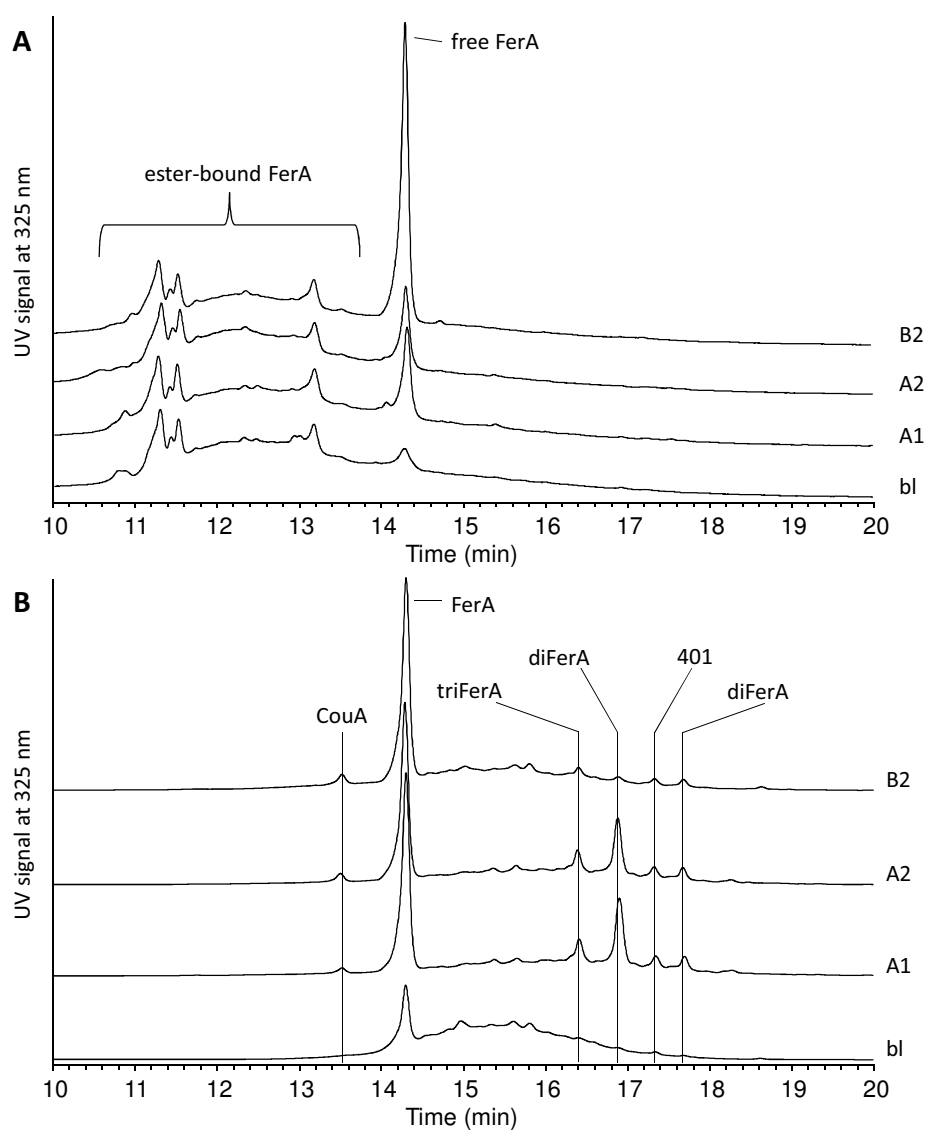 A
free FerA
ester-bound FerA
UV signal at 325 nm
B2
A2
A1
bl
10 11 12 13 14 15 16 17 18 19 20
Time (min)
B
FerA
diFerA
401
triFerA
diFerA
CouA
UV signal at 325 nm
B2
A2
A1
bl
10 11 12 13 14 15 16 17 18 19 20
Time (min)